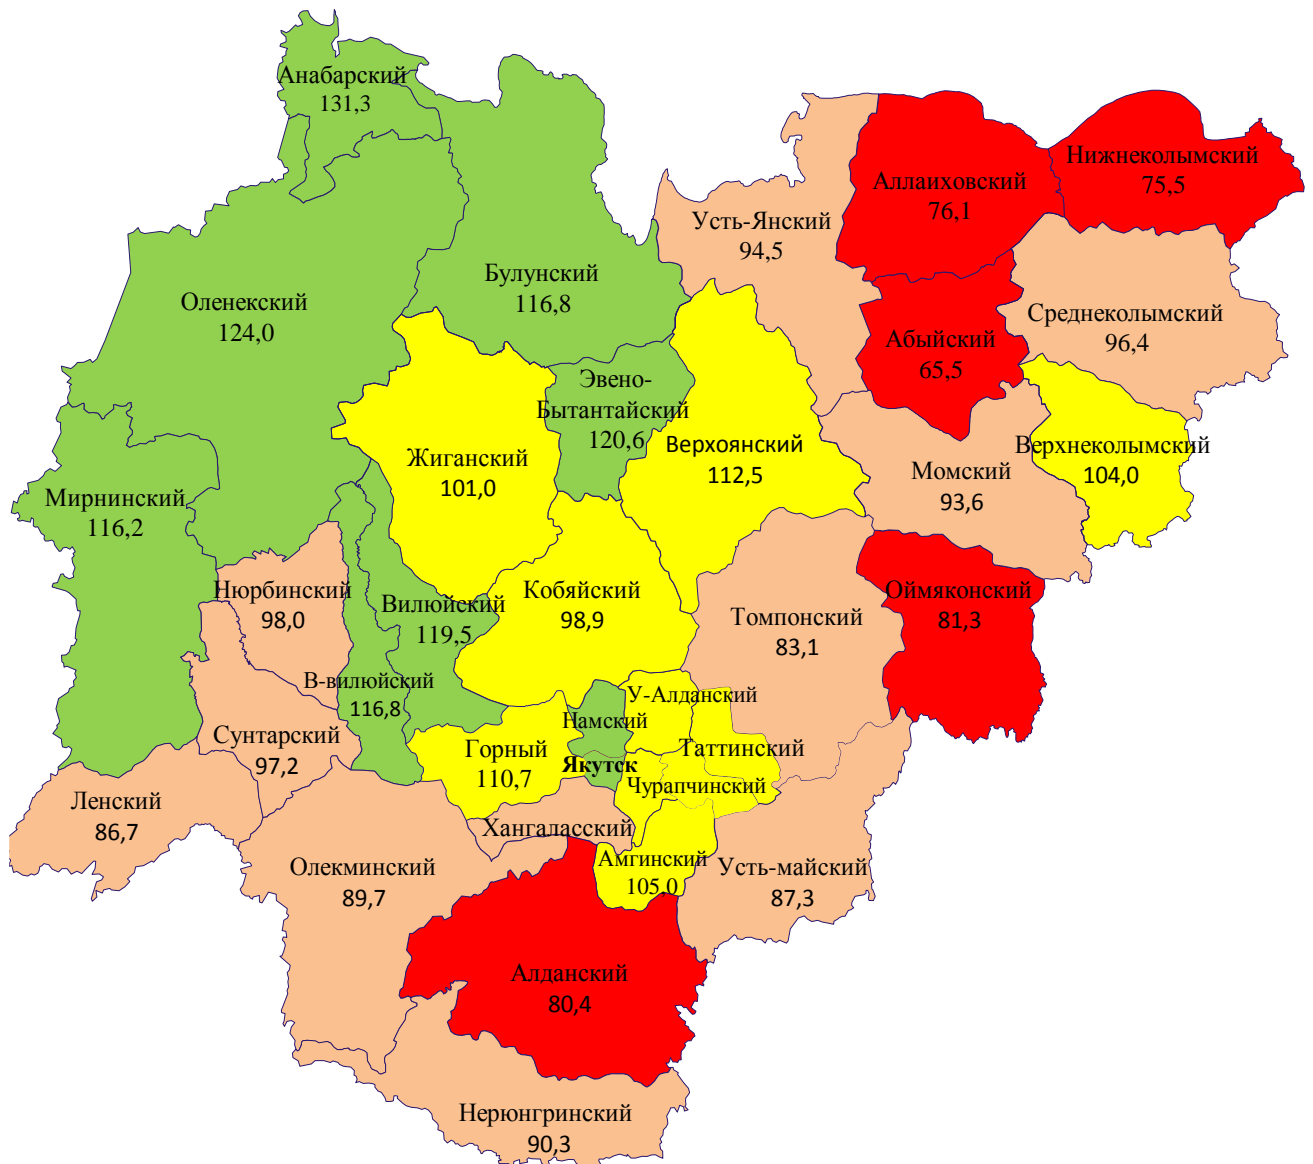 Анабарский
131,3
Нижнеколымский
75,5
Аллаиховский
76,1
Усть-Янский
94,5
Булунский
116,8
Оленекский
124,0
Среднеколымский
96,4
Абыйский
65,5
Эвено-
Бытантайский
120,6
Верхоянский
112,5
Верхнеколымский
104,0
Жиганский
101,0
Момский
93,6
Мирнинский
116,2
Нюрбинский
98,0
Вилюйский
119,5
Кобяйский
98,9
Томпонский
83,1
Оймяконский
81,3
В-вилюйский
116,8
У-Алданский
Намский
Сунтарский
97,2
Горный
110,7
Таттинский
Якутск
Чурапчинский
Ленский
86,7
Хангаласский
Олекминский
89,7
Амгинский
105,0
Усть-майский
87,3
Алданский
80,4
Нерюнгринский
90,3